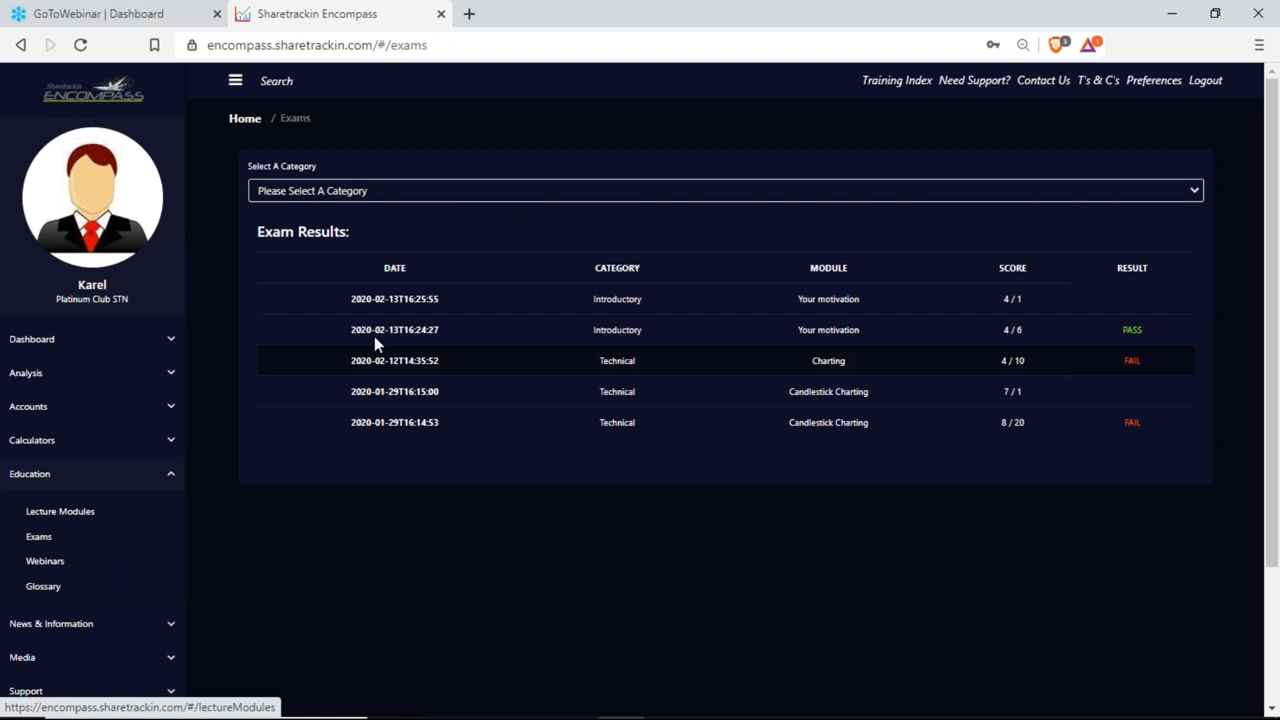 GoToWebinar | Dashboard
Sharetrackin Encompass
encompass.sharetrackin.com/#/exams
Sharetrackin
ENCOMPASS
Search
Training Index Need Support? Contact Us T's & C's Preferences Logout
Home / Exams
Select A Category
Please Select A Category
Exam Results:
DATE CATEGORY MODULE SCORE RESULT
2020-02-13T16:25:55 Introductory Your motivation 4 / 1
2020-02-13T16:24:27 Introductory Your motivation 4 / 6 PASS
2020-02-12T14:35:52 Technical Charting 4 / 10 FAIL
2020-01-29T16:15:00 Technical Candlestick Charting 7 / 1
2020-01-29T16:14:53 Technical Candlestick Charting 8 / 20 FAIL
Karel
Platinum Club STN
Dashboard
Analysis
Accounts
Calculators
Education
Lecture Modules
Exams
Webinars
Glossary
News & Information
Media
Support
https://encompass.sharetrackin.com/#/lectureModules